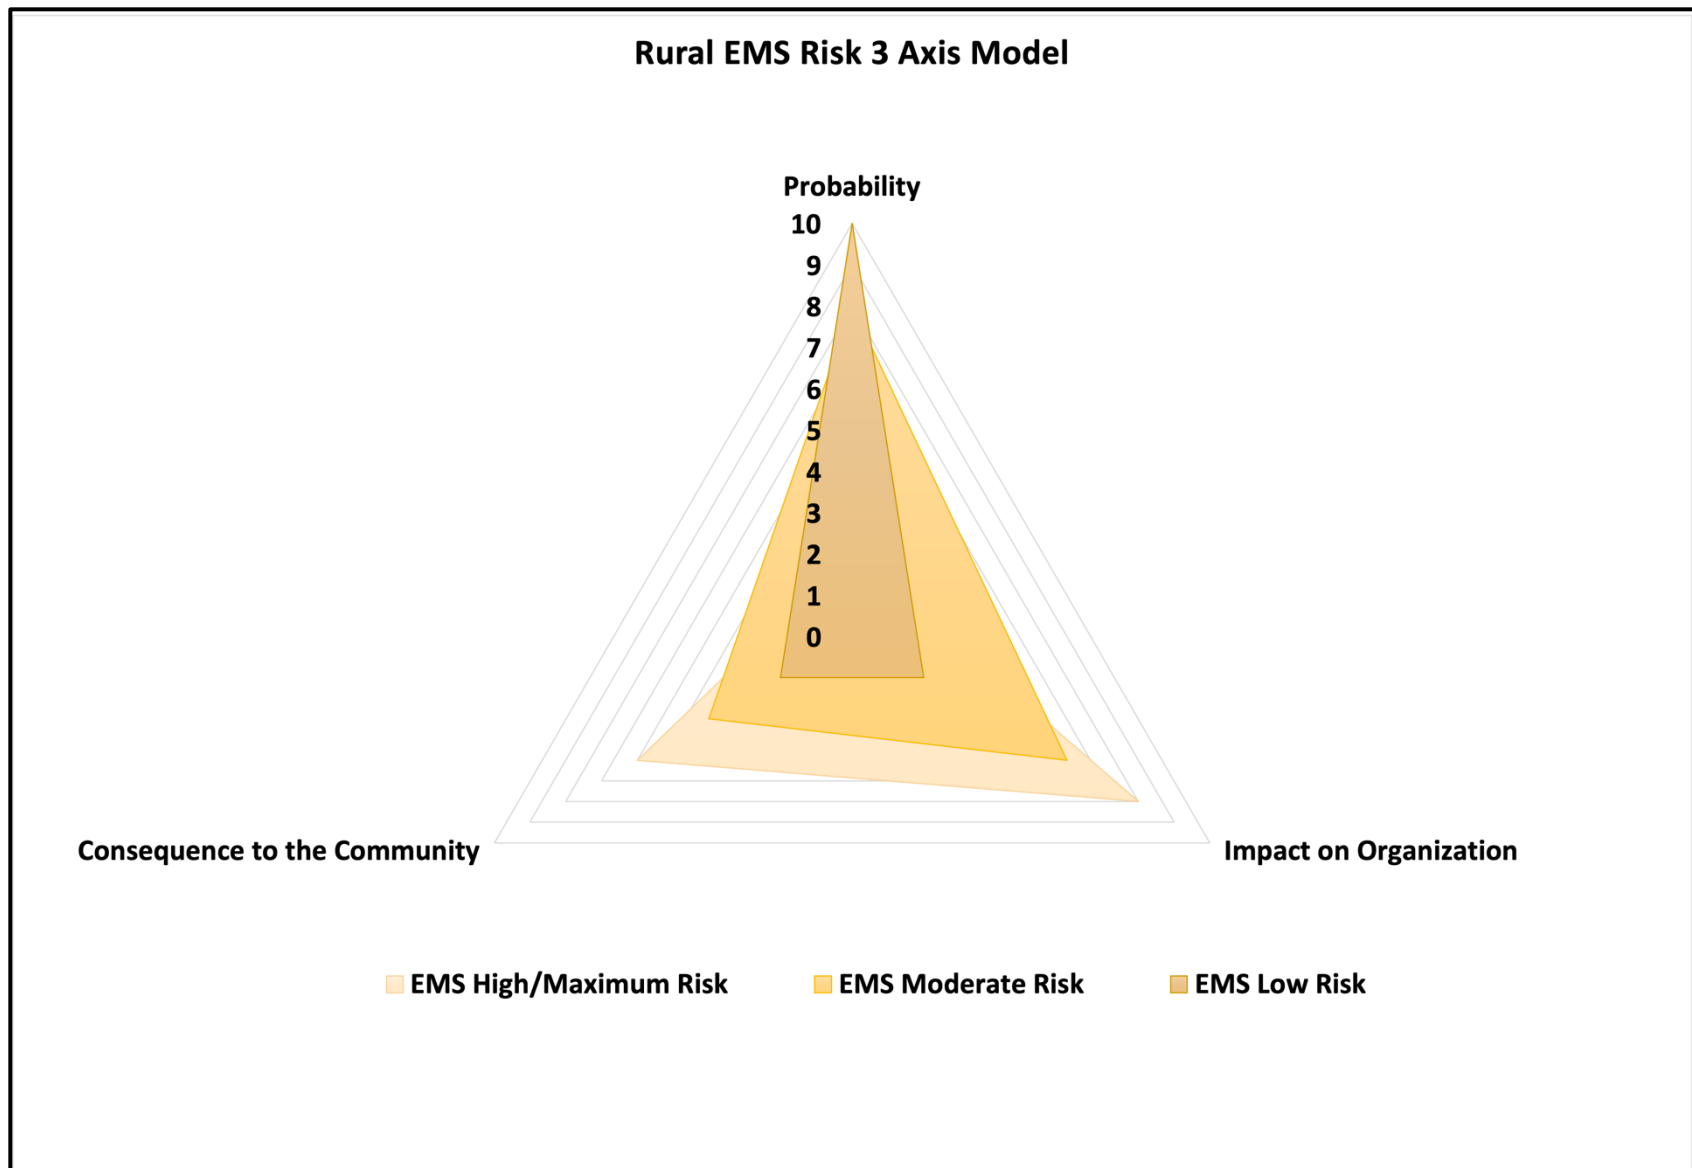 Rural EMS Risk 3 Axis Model
Probability
10
9
8
7
6
5
4
3
2
1
0
Consequence to the Community
Impact on Organization
EMS High/Maximum Risk
EMS Moderate Risk
EMS Low Risk